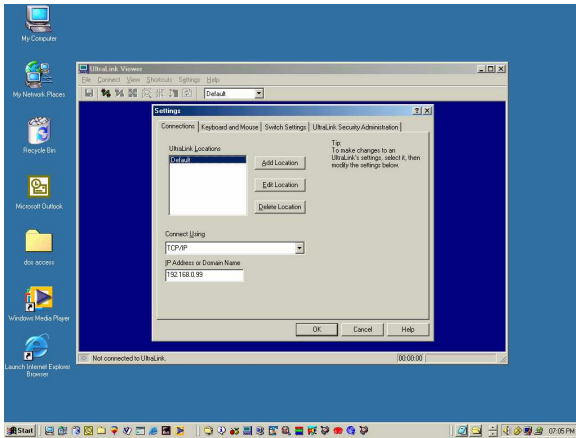 My Computer
My Network Places
Recycle Bin
Microsoft Outlook
dos access
Windows Media Player
Launch Internet Explorer
Browser
UltraLink Viewer
File Connect View Shortcuts Settings Help
Default
Settings
Connections
Keyboard and Mouse
Switch Settings
UltraLink Security Administration
UltraLink Locations
Default
Add Location
Edit Location
Delete Location
Tip:
To make changes to an
UltraLink's settings, select it, then
modify the settings below.
Connect Using
TCP/IP
IP Address or Domain Name
192.168.0.99
OK
Cancel
Help
Not connected to UltraLink.
00:00:00
Start
07:05 PM